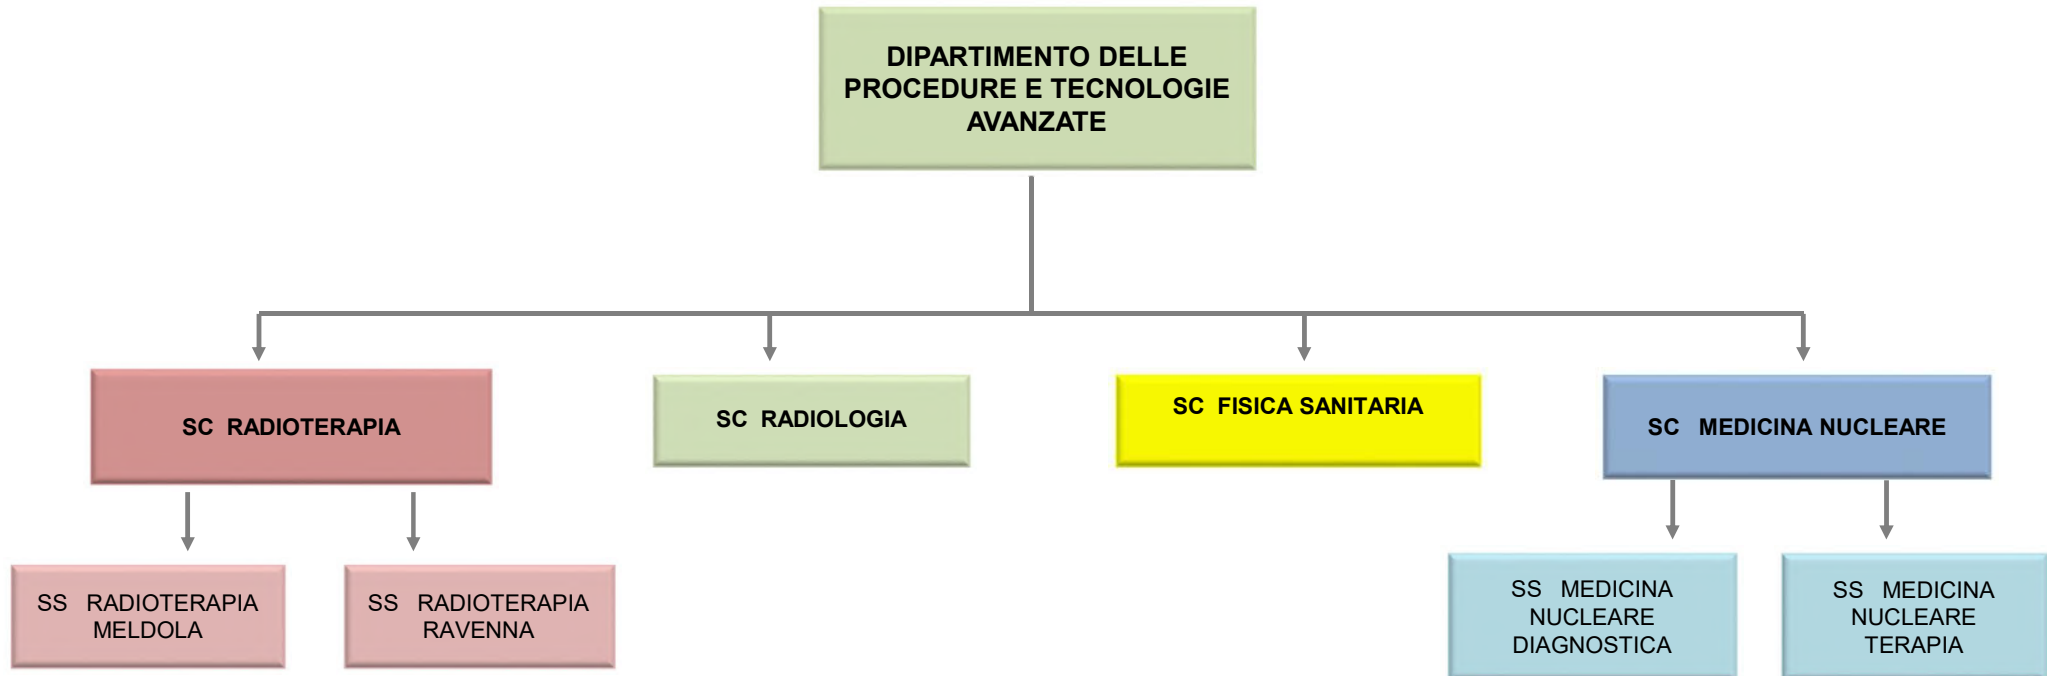 DIPARTIMENTO DELLE
PROCEDURE E TECNOLOGIE
AVANZATE
SC RADIOTERAPIA
SC RADIOLOGIA
SC FISICA SANITARIA
SC MEDICINA NUCLEARE
SS RADIOTERAPIA
MELDOLA
SS RADIOTERAPIA
RAVENNA
SS MEDICINA
NUCLEARE
DIAGNOSTICA
SS MEDICINA
NUCLEARE
TERAPIA